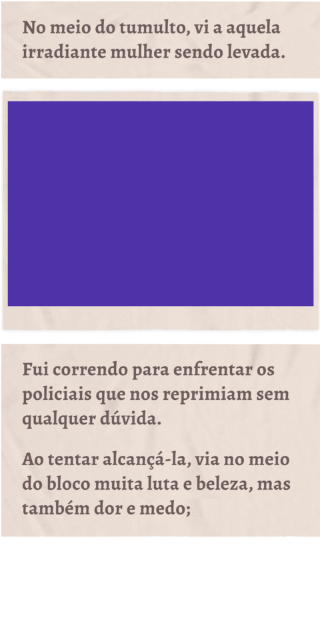 No meio do tumulto, vi a aquela
irradiante mulher sendo levada.
Fui correndo para enfrentar os
policiais que nos reprimiam sem
qualquer dúvida.
Ao tentar alcançá-la, via no meio
do bloco muita luta e beleza, mas
também dor e medo;